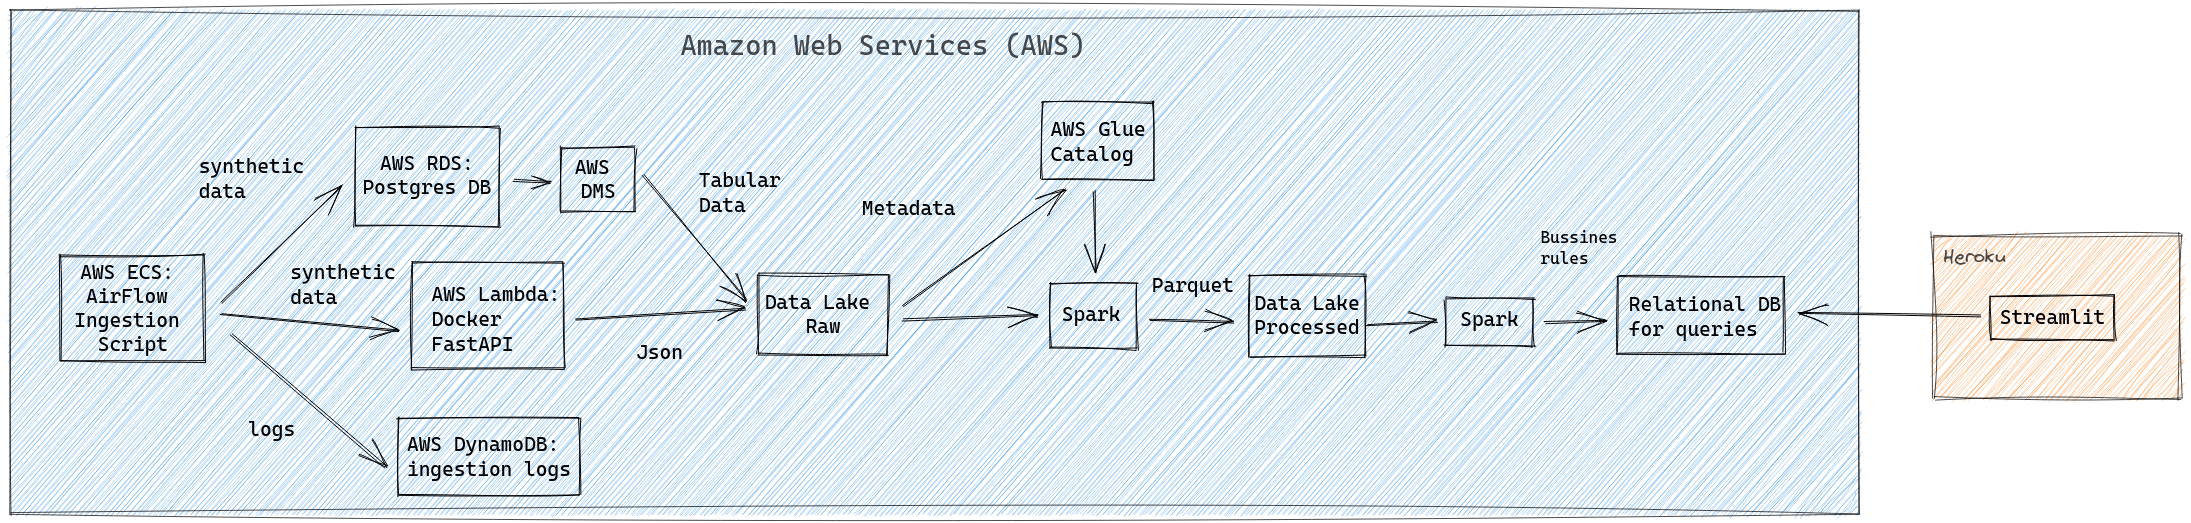 Amazon Web Services (AWS)
AWS ECS:
AirFlow
Ingestion
Script
synthetic
data
AWS RDS:
Postgres DB
AWS
DMS
Tabular
Data
synthetic
data
AWS Lambda:
Docker
FastAPI
Json
logs
AWS DynamoDB:
ingestion logs
Data Lake
Raw
Metadata
AWS Glue
Catalog
Spark
Parquet
Data Lake
Processed
Spark
Bussines
rules
Relational DB
for queries
Heroku
Streamlit